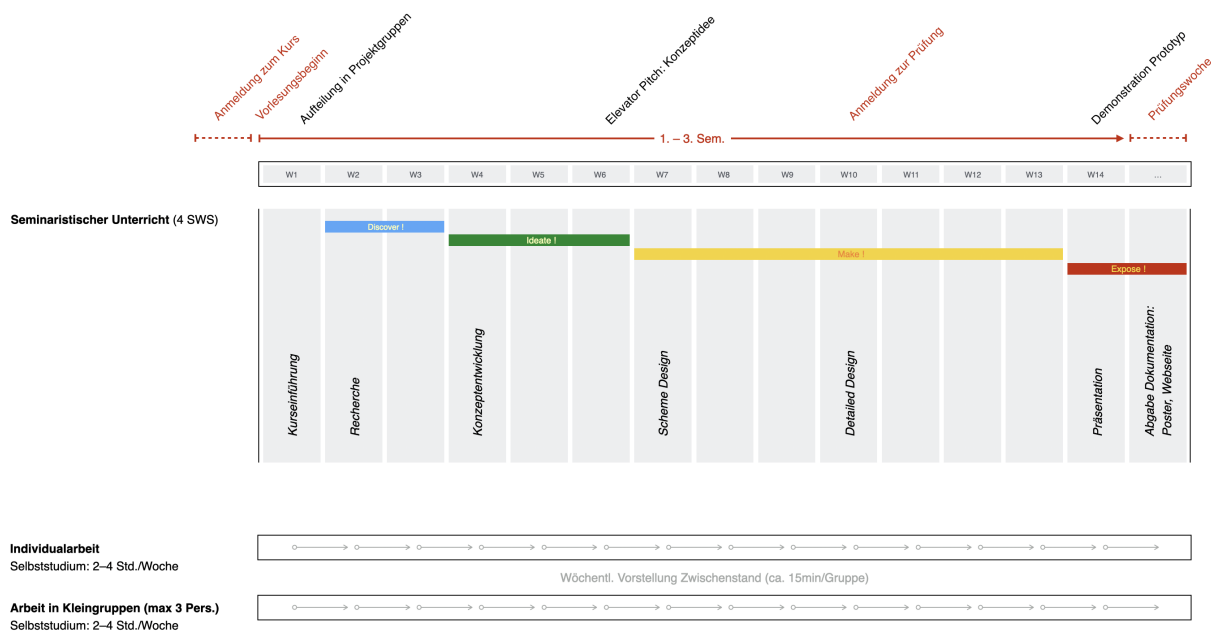 Anmeldung zum Kurs
Vorlesungsbeginn
Aufteilung in Projektgruppen
Elevator Pitch: Konzeptidee
Anmeldung zur Prüfung
Demonstration Prototyp
Prüfungswoche
1. – 3. Sem.
W1 W2 W3 W4 W5 W6 W7 W8 W9 W10 W11 W12 W13 W14 ...
Seminaristischer Unterricht (4 SWS)
Discover !
Ideate !
Make !
Expose !
Kurseinführung
Recherche
Konzeptentwicklung
Scheme Design
Detailed Design
Präsentation
Abgabe Dokumentation:
Poster, Webseite
Individualarbeit
Selbststudium: 2–4 Std./Woche
Wöchentl. Vorstellung Zwischenstand (ca. 15min/Gruppe)
Arbeit in Kleingruppen (max 3 Pers.)
Selbststudium: 2–4 Std./Woche